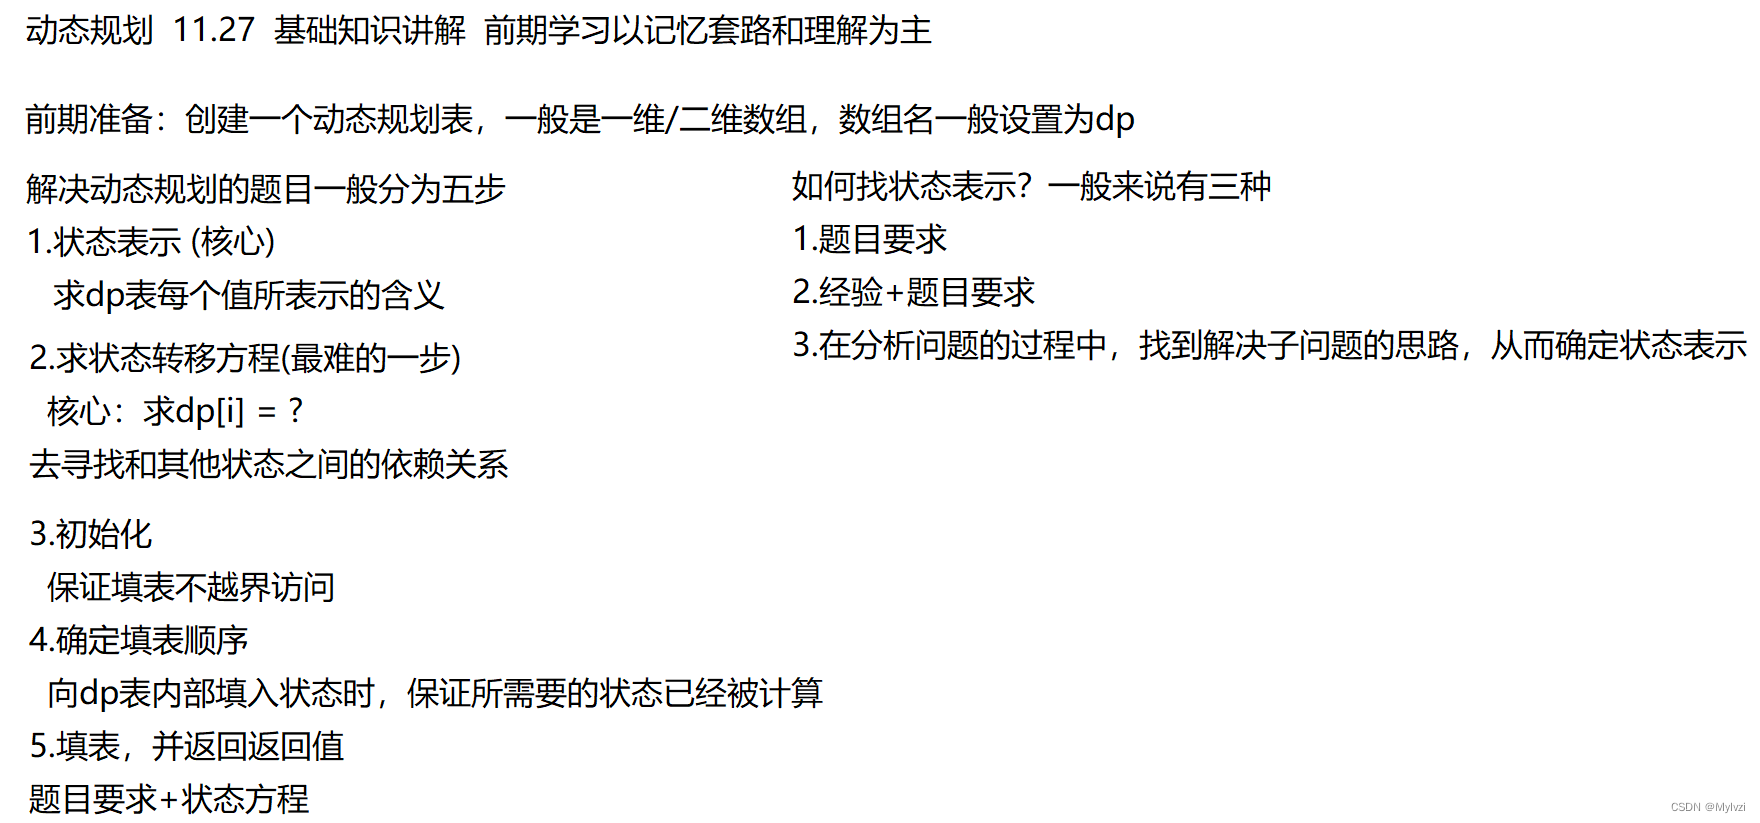 动态规划  11.27  基础知识讲解  前期学习以记忆套路和理解为主
前期准备：创建一个动态规划表，一般是一维/二维数组，数组名一般设置为dp
解决动态规划的题目一般分为五步
1.状态表示 (核心)
求dp表每个值所表示的含义
2.求状态转移方程(最难的一步)
核心：求dp[i] = ?
去寻找和其他状态之间的依赖关系
3.初始化
保证填表不越界访问
4.确定填表顺序
向dp表内部填入状态时，保证所需要的状态已经被计算
5.填表，并返回返回值
题目要求+状态方程
如何找状态表示？一般来说有三种
1.题目要求
2.经验+题目要求
3.在分析问题的过程中，找到解决子问题的思路，从而确定状态表示
CSDN @Mylvzi